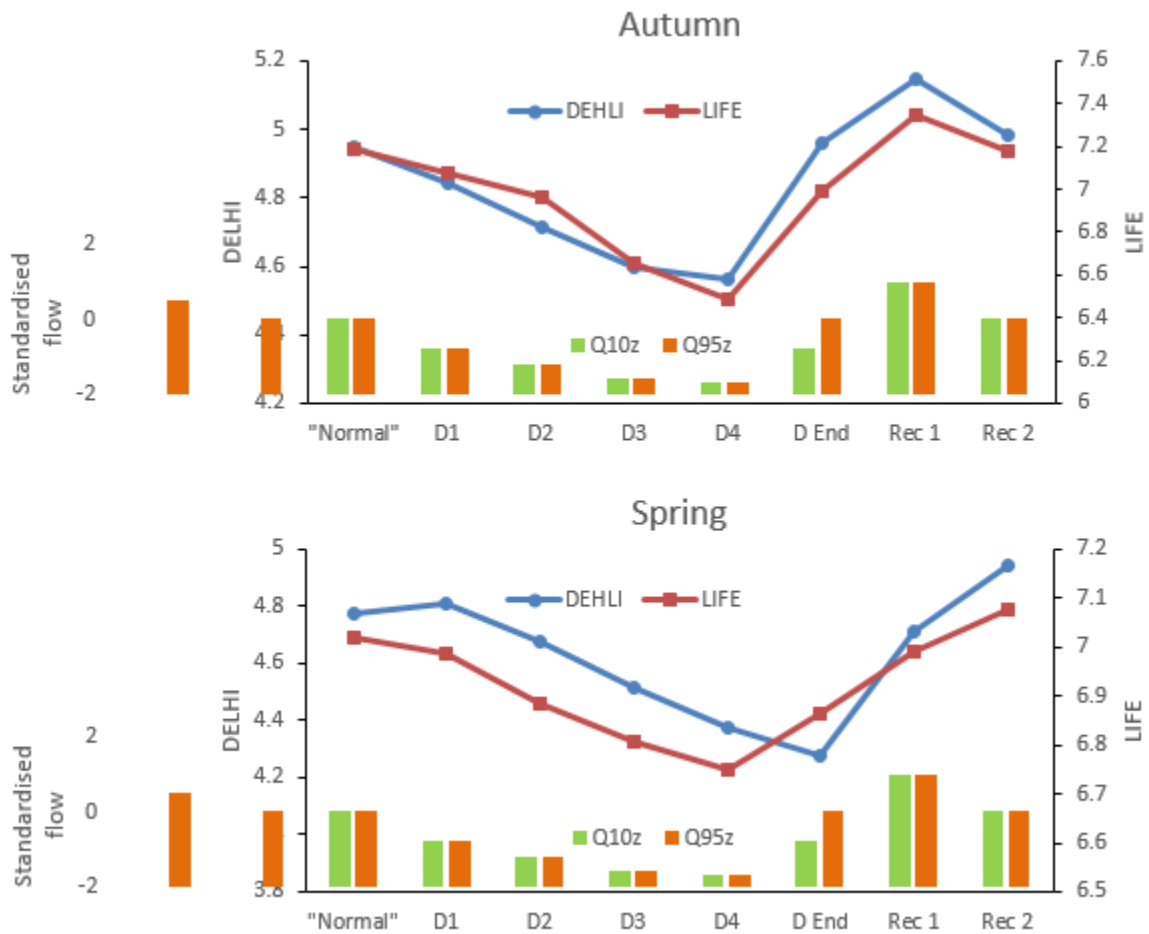 Autumn
5.2
7.6
DEHLI LIFE
7.4
5
7.2
4.8
7
DELHI
LIFE
6.8
2
4.6
6.6
Standardised
flow
0
4.4
6.4
Q10z Q95z
6.2
-2
4.2
6
"Normal" D1 D2 D3 D4 D End Rec 1 Rec 2
Spring
5
7.2
DEHLI LIFE
4.8
7.1
4.6
7
6.9
DELHI
LIFE
4.4
6.8
2
4.2
6.7
Standardised
flow
0
4
6.6
Q10z Q95z
-2
3.8
6.5
"Normal" D1 D2 D3 D4 D End Rec 1 Rec 2